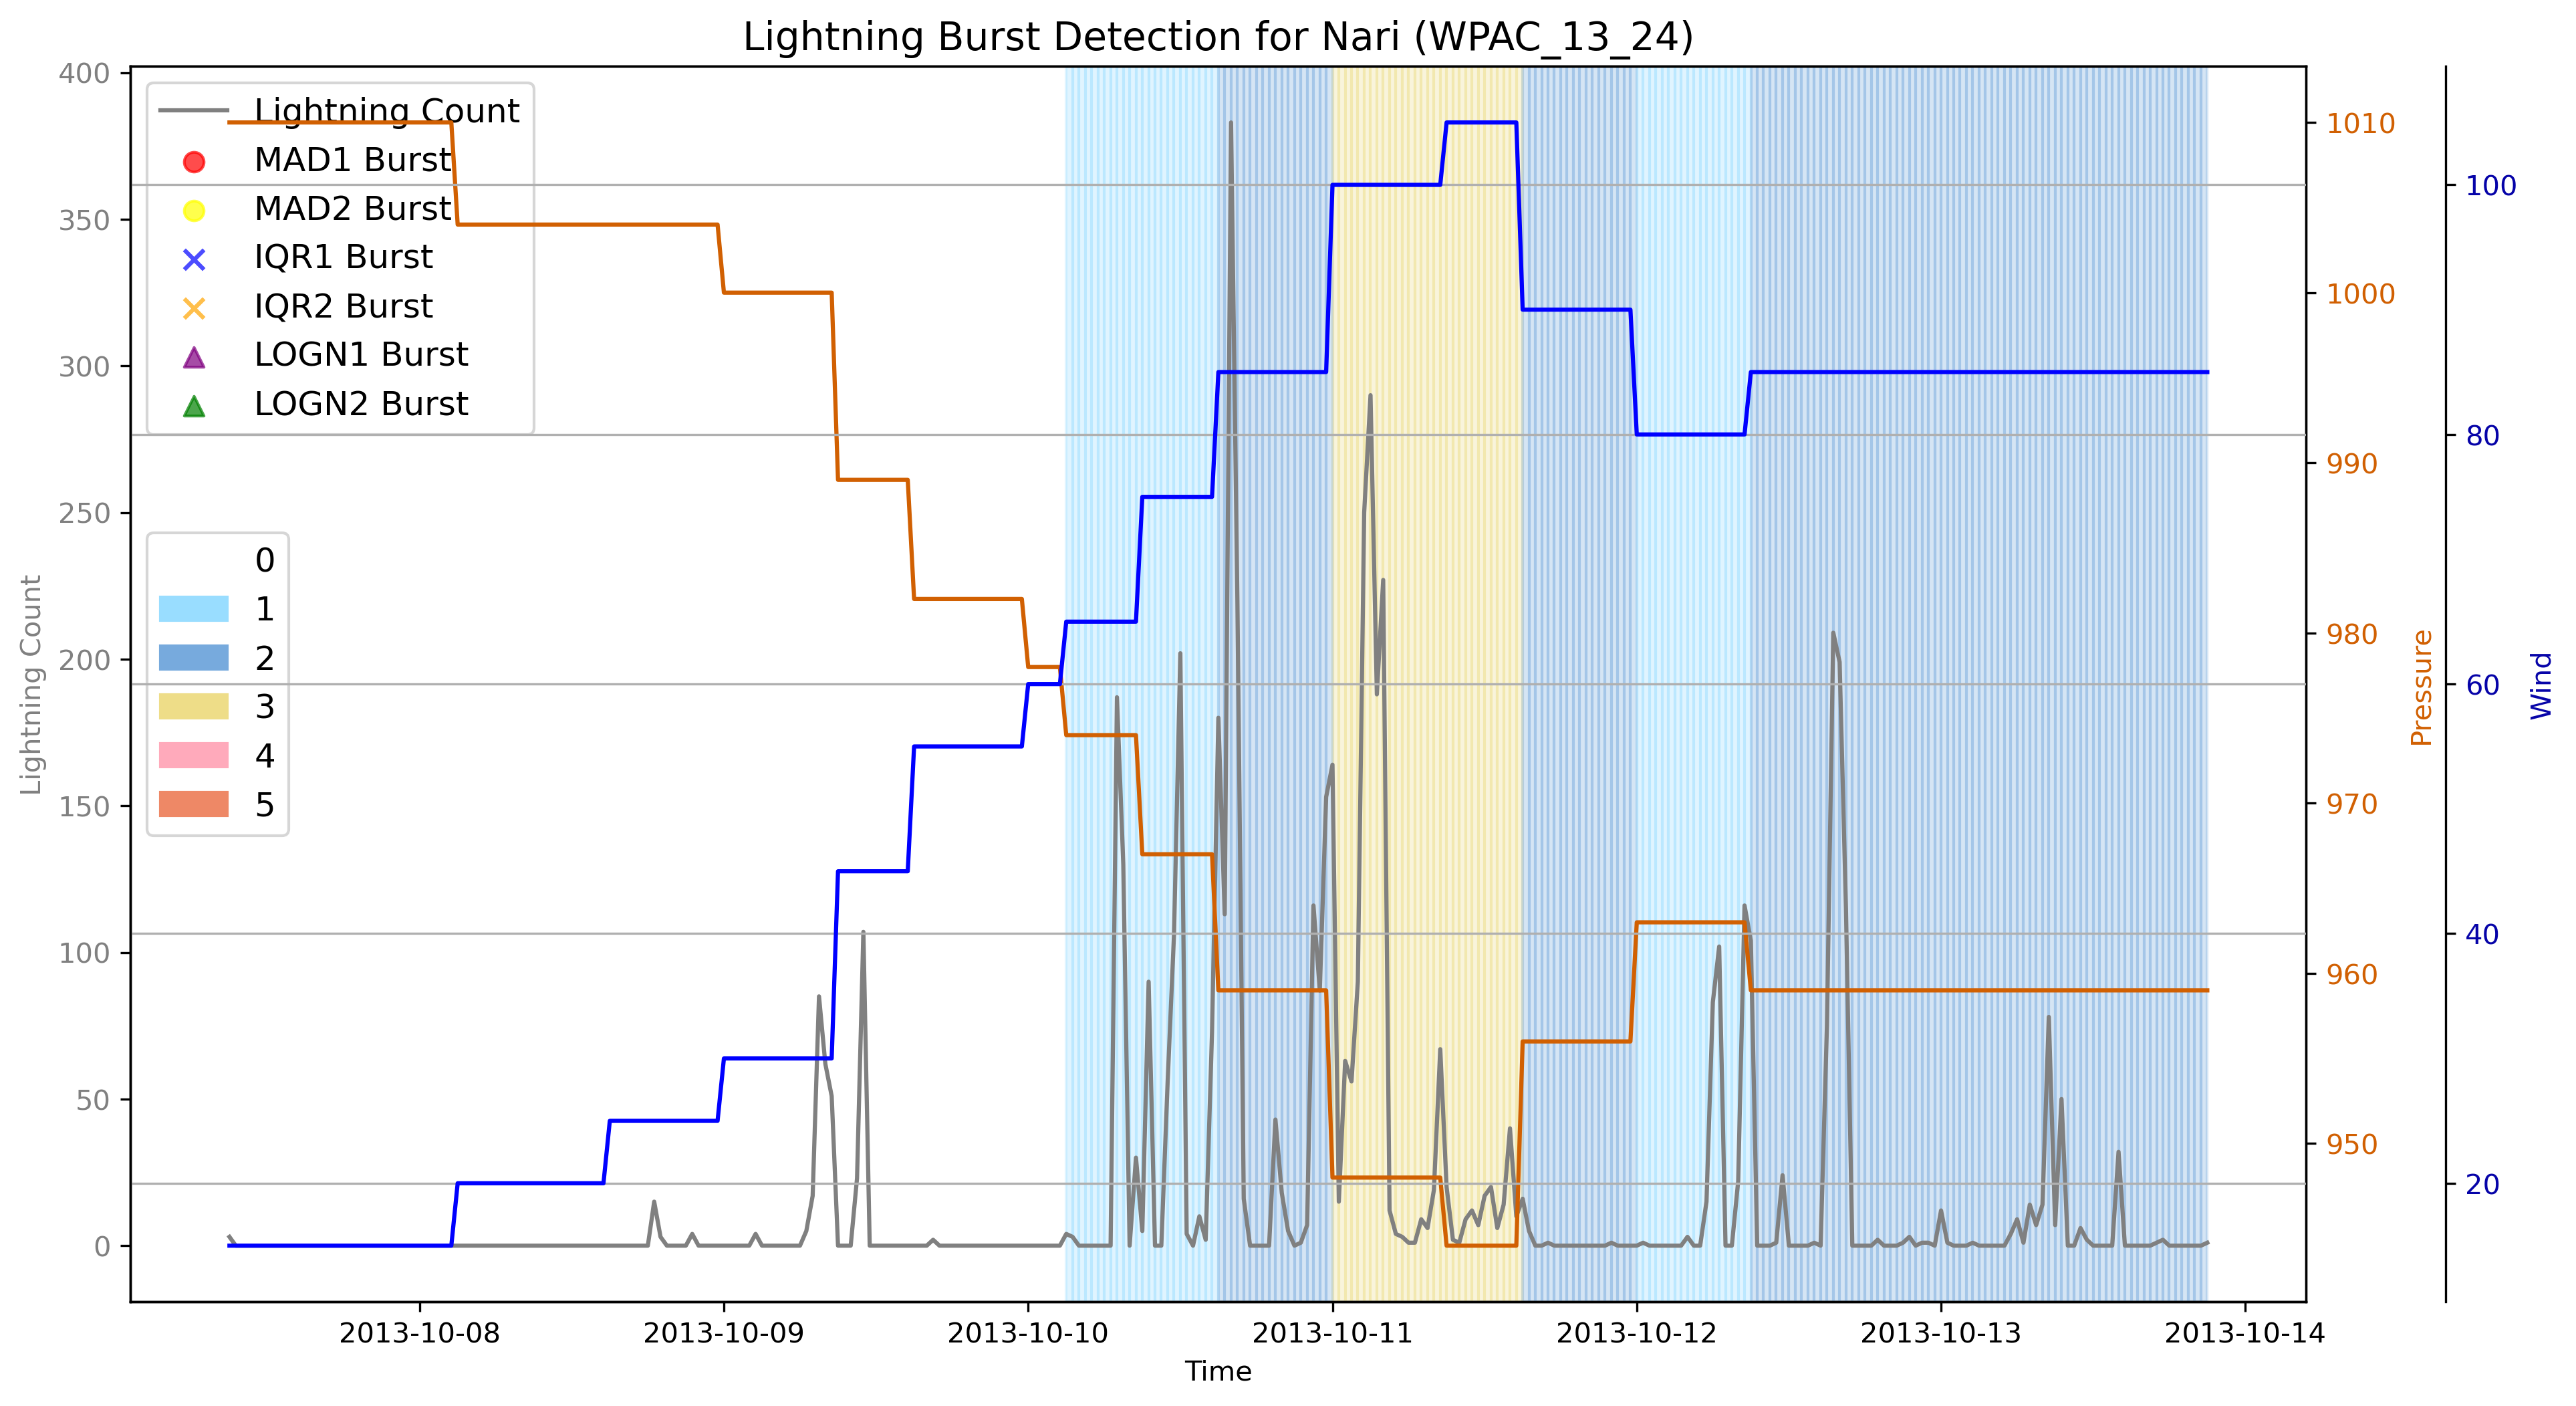 Lightning Burst Detection for Nari (WPAC_13_24)
Lightning Count
MAD1 Burst
MAD2 Burst
IQR1 Burst
IQR2 Burst
LOGN1 Burst
LOGN2 Burst
0
1
2
3
4
5
400
350
300
250
200
150
100
50
0
Lightning Count
1010
1000
990
980
970
960
950
Pressure
100
80
60
40
20
Wind
2013-10-08
2013-10-09
2013-10-10
2013-10-11
2013-10-12
2013-10-13
2013-10-14
Time